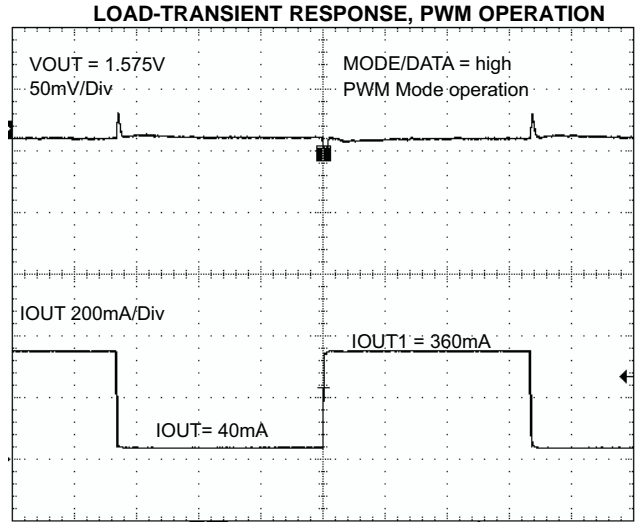 LOAD-TRANSIENT RESPONSE, PWM OPERATION
VOUT = 1.575V
50mV/Div
MODE/DATA = high
PWM Mode operation
IOUT 200mA/Div
IOUT1 = 360mA
IOUT= 40mA